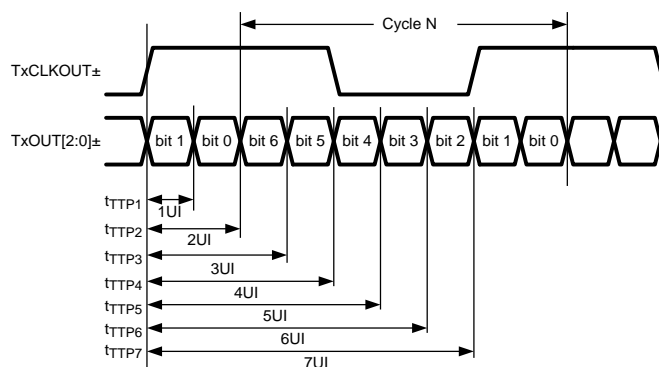 Cycle N
TxCLKOUT±
TxOUT[2:0]± bit 1 bit 0 bit 6 bit 5 bit 4 bit 3 bit 2 bit 1 bit 0
tTTP1 1UI
tTTP2 2UI
tTTP3 3UI
tTTP4 4UI
tTTP5 5UI
tTTP6 6UI
tTTP7 7UI